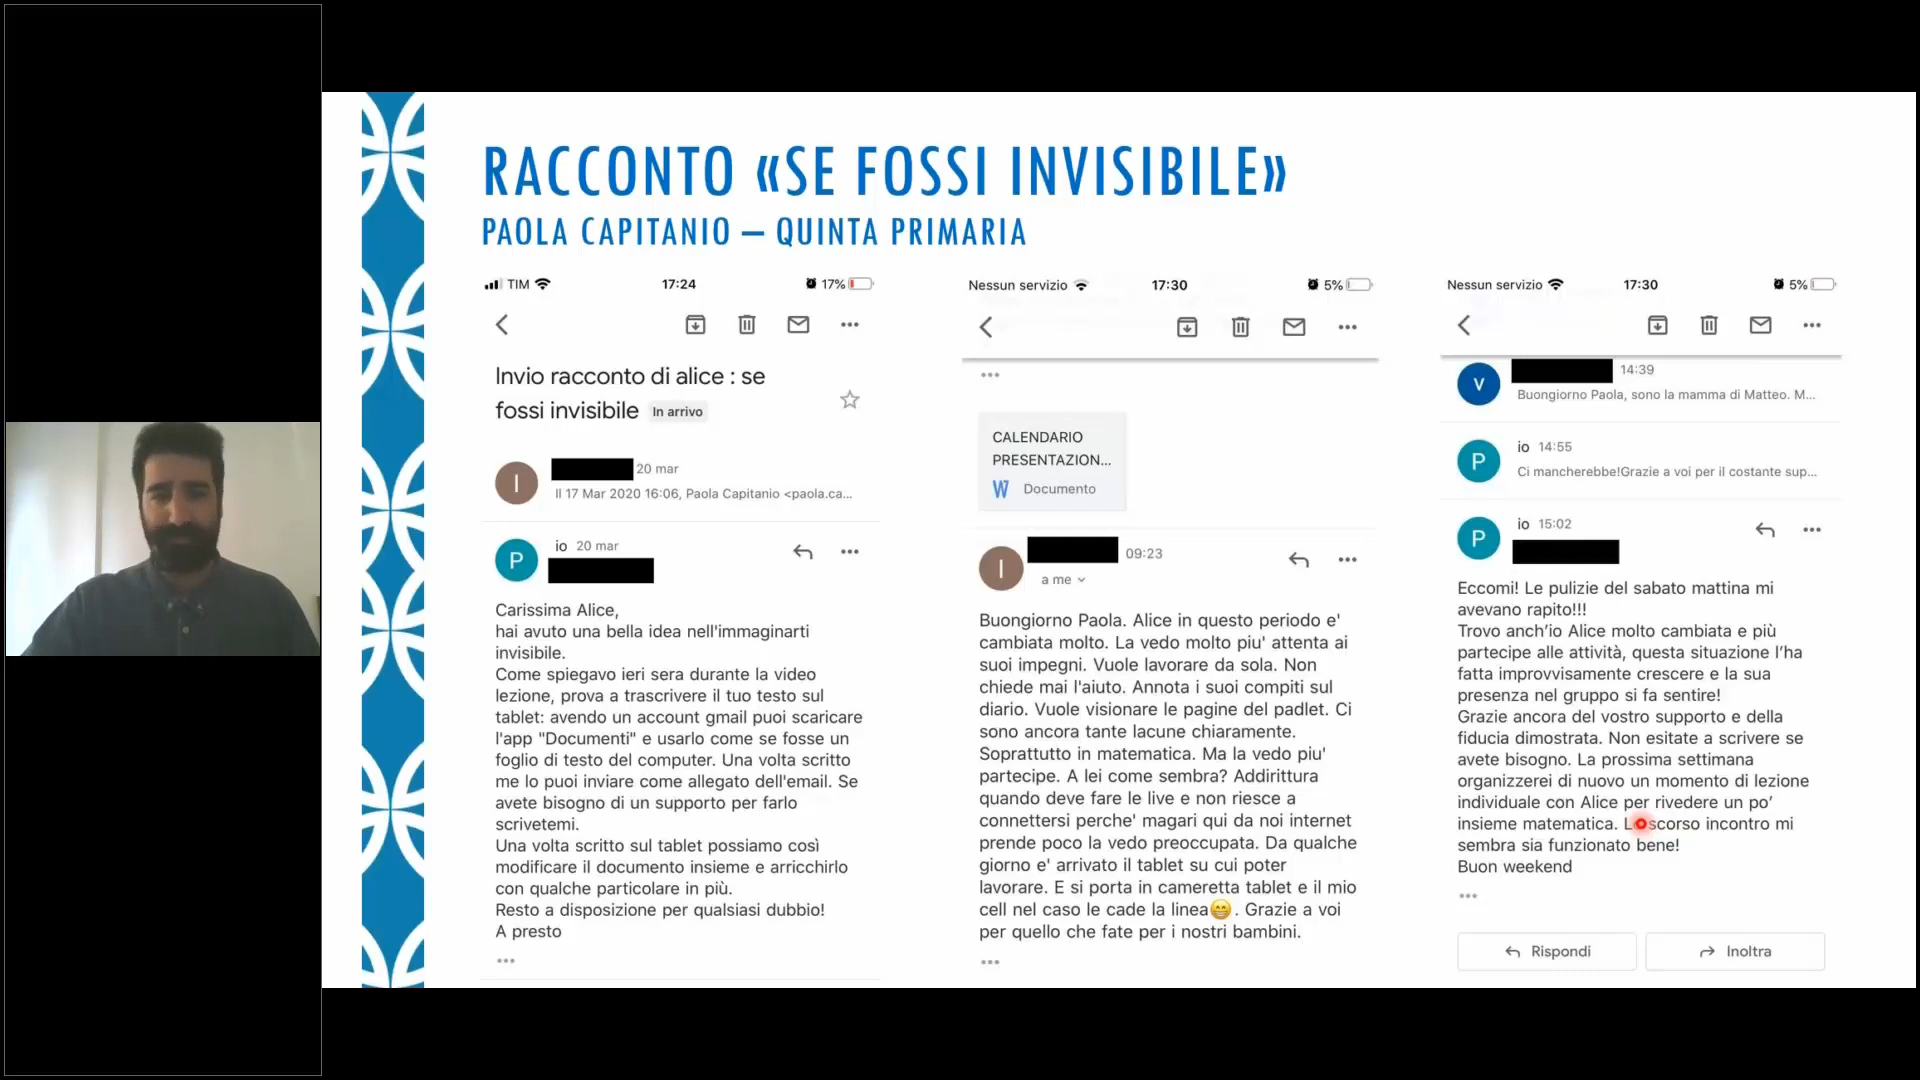 RACCONTO «SE FOSSI INVISIBILE»
PAOLA CAPITANIO – QUINTA PRIMARIA
TIM 17:24 17%
Invio racconto di alice : se
fossi invisibile In arrivo
I
20 mar
Il 17 Mar 2020 16:06, Paola Capitanio <paola.ca...
P
io 20 mar
Carissima Alice,
hai avuto una bella idea nell'immaginarti
invisibile.
Come spiegavo ieri sera durante la video
lezione, prova a trascrivere il tuo testo sul
tablet: avendo un account gmail puoi scaricare
l'app "Documenti" e usarlo come se fosse un
foglio di testo del computer. Una volta scritto
me lo puoi inviare come allegato dell'email. Se
avete bisogno di un supporto per farlo
scrivetemi.
Una volta scritto sul tablet possiamo così
modificare il documento insieme e arricchirlo
con qualche particolare in più.
Resto a disposizione per qualsiasi dubbio!
A presto
Nessun servizio 17:30 5%
CALENDARIO
PRESENTAZION...
W Documento
I
09:23
a me
Buongiorno Paola. Alice in questo periodo e'
cambiata molto. La vedo molto piu' attenta ai
suoi impegni. Vuole lavorare da sola. Non
chiede mai l'aiuto. Annota i suoi compiti sul
diario. Vuole visionare le pagine del padlet. Ci
sono ancora tante lacune chiaramente.
Soprattutto in matematica. Ma la vedo piu'
partecipe. A lei come sembra? Addirittura
quando deve fare le live e non riesce a
connettersi perche' magari qui da noi internet
prende poco la vedo preoccupata. Da qualche
giorno e' arrivato il tablet su cui poter
lavorare. E si porta in cameretta tablet e il mio
cell nel caso le cade la linea😁. Grazie a voi
per quello che fate per i nostri bambini.
Nessun servizio 17:30 5%
V
14:39
Buongiorno Paola, sono la mamma di Matteo. M...
P
io 14:55
Ci mancherebbe!Grazie a voi per il costante sup...
P
io 15:02
Eccomi! Le pulizie del sabato mattina mi
avevano rapito!!!
Trovo anch'io Alice molto cambiata e più
partecipe alle attività, questa situazione l'ha
fatta improvvisamente crescere e la sua
presenza nel gruppo si fa sentire!
Grazie ancora del vostro supporto e della
fiducia dimostrata. Non esitate a scrivere se
avete bisogno. La prossima settimana
organizzerei di nuovo un momento di lezione
individuale con Alice per rivedere un po'
insieme matematica. Lo scorso incontro mi
sembra sia funzionato bene!
Buon weekend
Rispondi
Inoltra